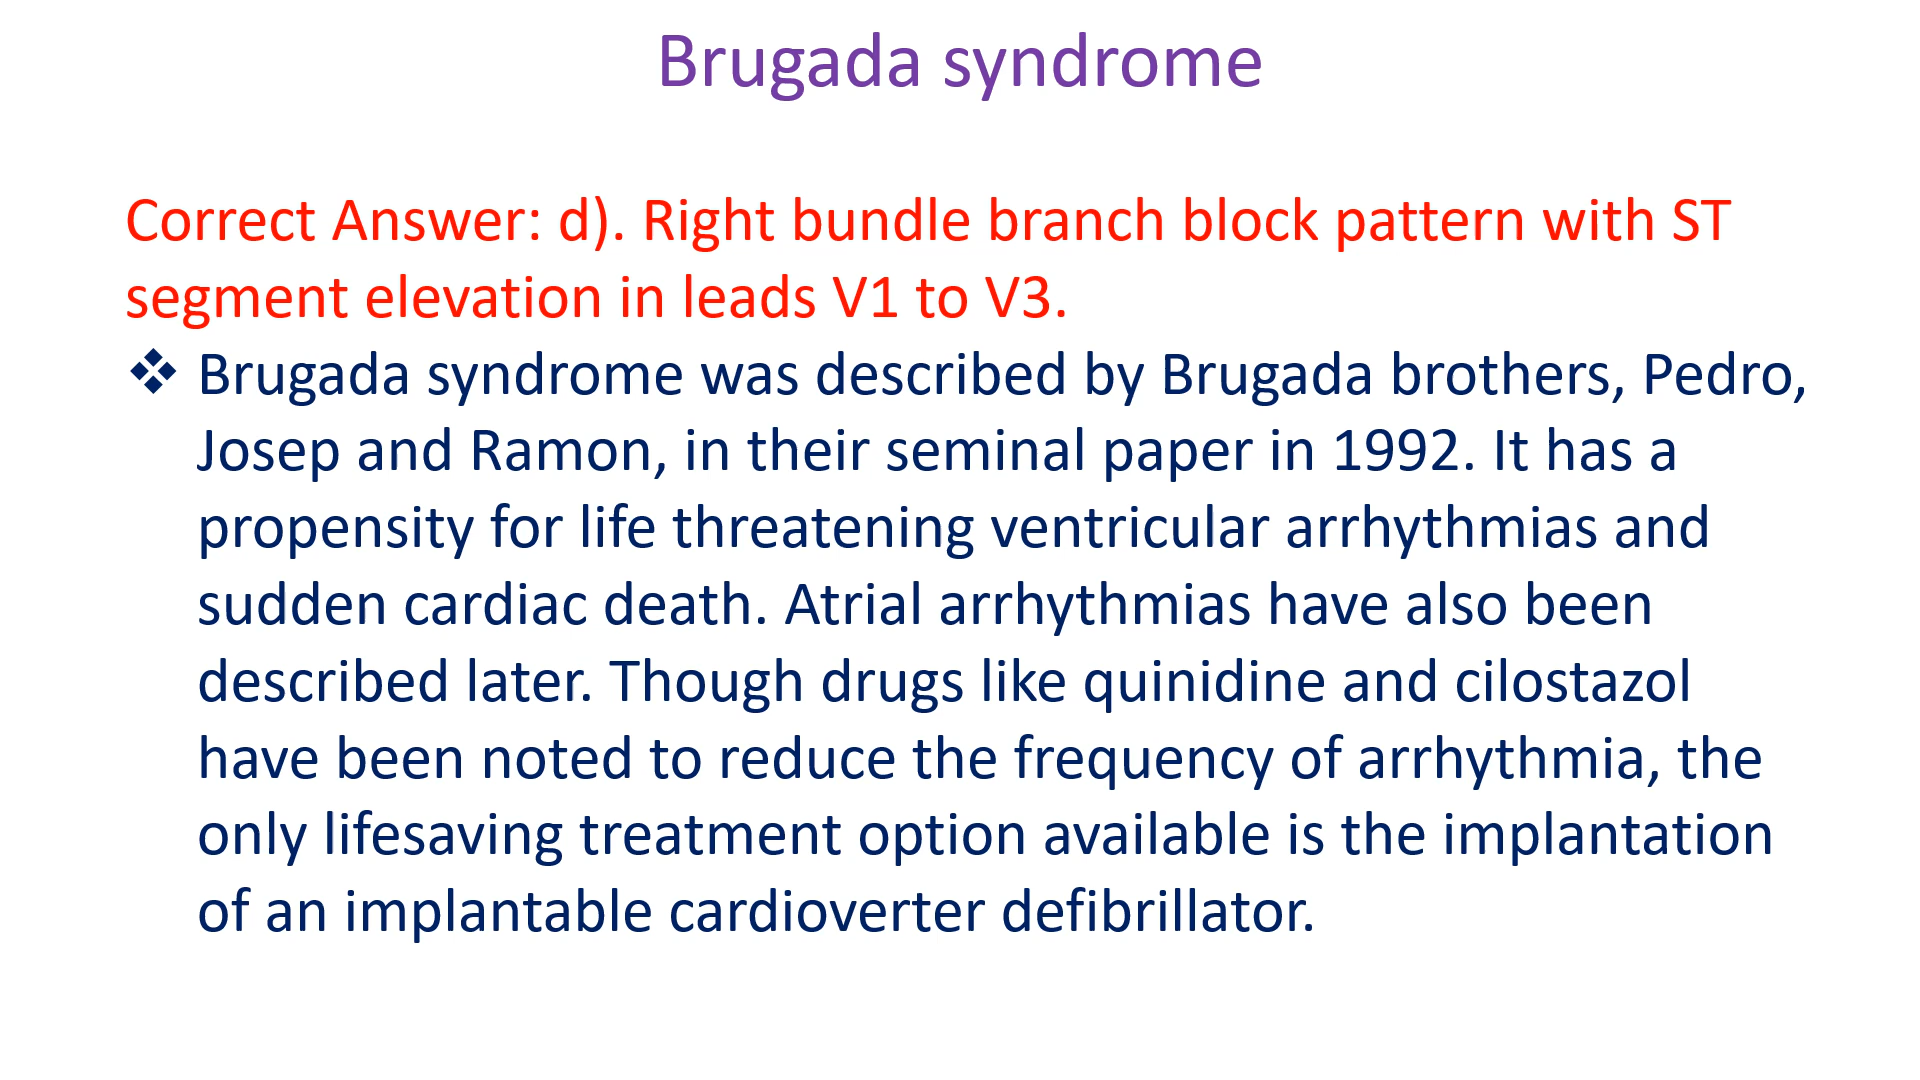 Brugada syndrome
Correct Answer: d). Right bundle branch block pattern with ST
segment elevation in leads V1 to V3.
❖ Brugada syndrome was described by Brugada brothers, Pedro,
Josep and Ramon, in their seminal paper in 1992. It has a
propensity for life threatening ventricular arrhythmias and
sudden cardiac death. Atrial arrhythmias have also been
described later. Though drugs like quinidine and cilostazol
have been noted to reduce the frequency of arrhythmia, the
only lifesaving treatment option available is the implantation
of an implantable cardioverter defibrillator.